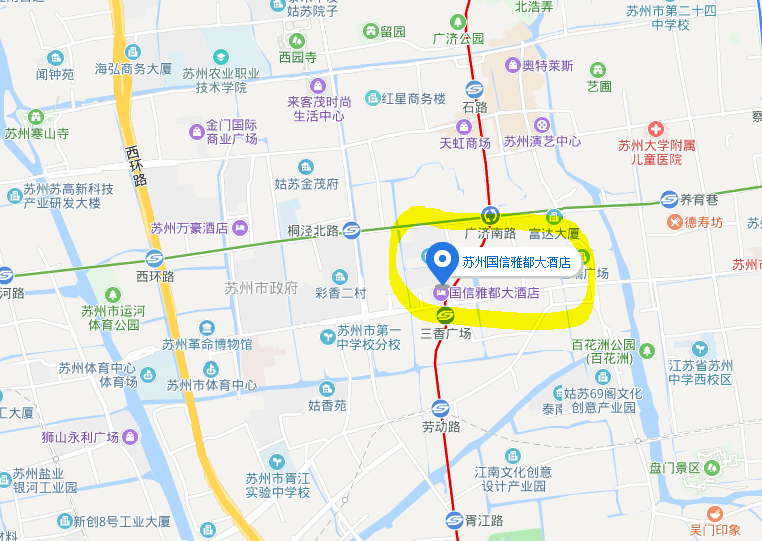 姑苏院子
北浩弄
苏州市第二十四
中学校
留园
广济公园
西园寺
闻钟苑
海弘商务大厦
苏州农业职业
技术学院
奥特莱斯
艺圃
来客茂时尚
生活中心
红星商务楼
石路
苏州寒山寺
金门国际
商业广场
天虹商场
苏州演艺中心
苏州大学附属
儿童医院
西环路
姑苏金茂府
苏州苏高新科技
产业研发大楼
养育巷
苏州万豪酒店
桐泾北路
广济南路
富达大厦
德寿坊
苏州国信雅都大酒店
广场
苏州市
西环路
河路
苏州市政府
彩香二村
国信雅都大酒店
苏州市运河
体育公园
苏州革命博物馆
苏州市第一
中学校分校
三香广场
百花洲公园
(百花洲)
江苏省苏州
中学西校区
苏州体育中心
体育场
苏州市体育中心
姑香苑
姑苏69阁文化
创意产业园
泰南
工大厦
劳动路
狮山永利广场
苏州盐业
银河工业园
苏州市胥江
实验中学校
江南文化创意
设计产业园
盘门景区
新创8号工业大厦
胥江路
吴门印象
材料